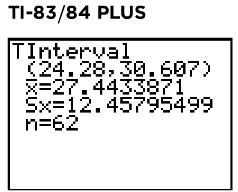 TI-83/84 PLUS
TInterval
(24.28,30.607)
x̄=27.4433871
Sx=12.45795499
n=62